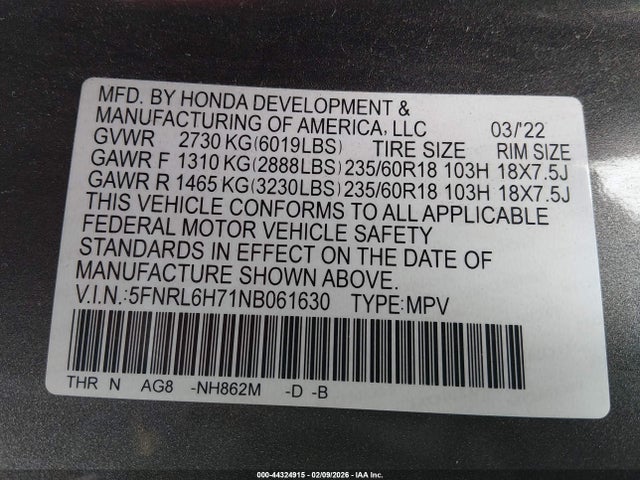 MFD. BY HONDA DEVELOPMENT &
MANUFACTURING OF AMERICA, LLC 03/'22
GVWR 2730 KG(6019LBS) TIRE SIZE RIM SIZE
GAWR F 1310 KG(2888LBS) 235/60R18 103H 18X7.5J
GAWR R 1465 KG(3230LBS) 235/60R18 103H 18X7.5J
THIS VEHICLE CONFORMS TO ALL APPLICABLE
FEDERAL MOTOR VEHICLE SAFETY
STANDARDS IN EFFECT ON THE DATE OF
MANUFACTURE SHOWN ABOVE.
V.I.N.:5FNRL6H71NB061630 TYPE:MPV
THR N AG8 -NH862M -D -B
000-44324915 - 02/09/2026 - IAA Inc.